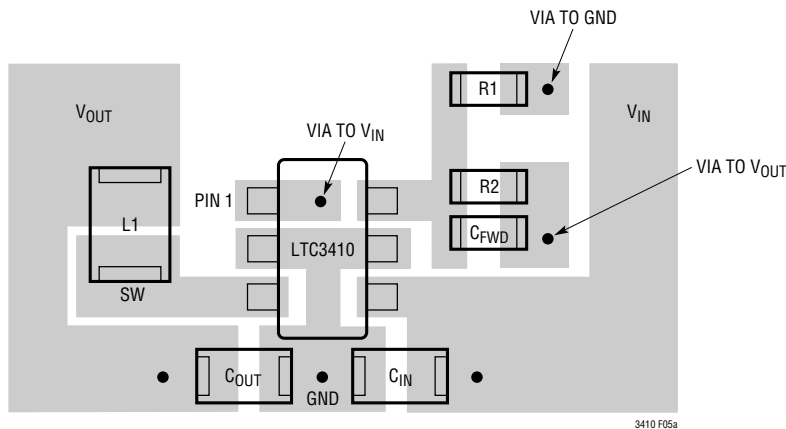 VIA TO GND
R1
VOUT
VIN
VIA TO VIN
VIA TO VOUT
PIN 1
R2
L1
LTC3410
CFWD
SW
COUT
GND
CIN
3410 F05a